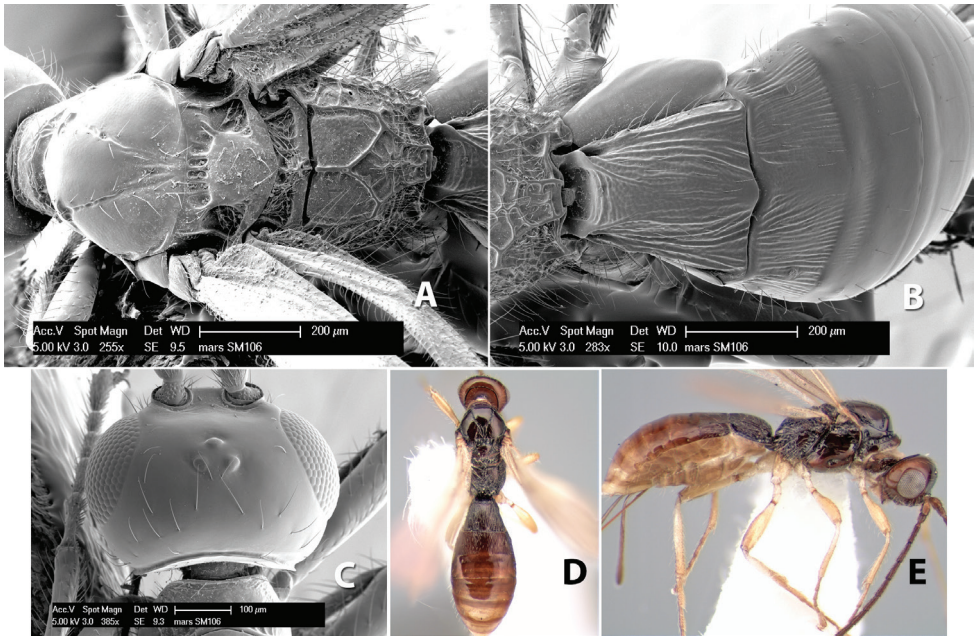 A
Acc.V Spot Magn Det WD 200 µm
5.00 kV 3.0 255x SE 9.5 mars SM106
B
Acc.V Spot Magn Det WD 200 µm
5.00 kV 3.0 283x SE 10.0 mars SM106
C
Acc.V Spot Magn Det WD 100 µm
5.00 kV 3.0 385x SE 9.3 mars SM106
D
E